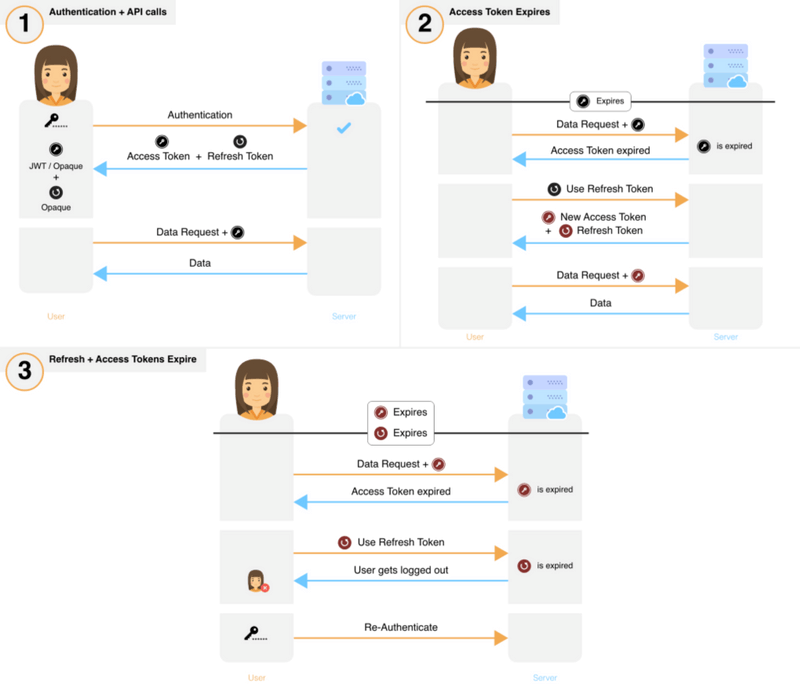 1
Authentication + API calls
Authentication
Access Token + Refresh Token
JWT / Opaque
+
Opaque
Data Request +
Data
User
Server
2
Access Token Expires
Expires
Data Request +
is expired
Access Token expired
Use Refresh Token
New Access Token
+ Refresh Token
Data Request +
Data
User
Server
3
Refresh + Access Tokens Expire
Expires
Expires
Data Request +
Access Token expired
is expired
Use Refresh Token
is expired
User gets logged out
Re-Authenticate
User
Server